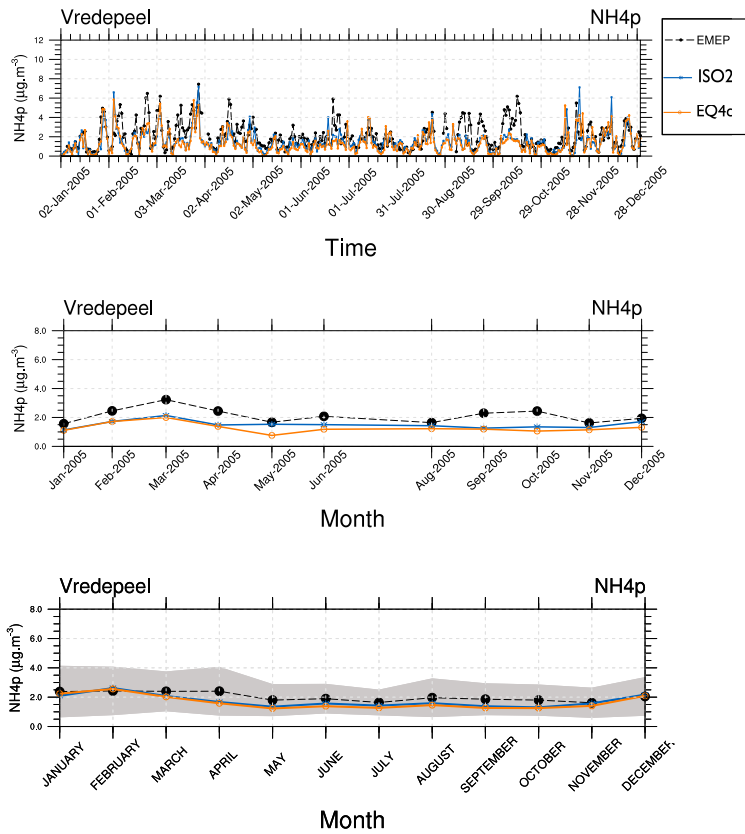 Vredepeel NH4p
EMEP
ISO2
EQ4c
NH4p (µg.m-3)
12
10
8
6
4
2
0
02-Jan-2005 01-Feb-2005 03-Mar-2005 02-Apr-2005 02-May-2005 01-Jun-2005 01-Jul-2005 31-Jul-2005 30-Aug-2005 29-Sep-2005 29-Oct-2005 28-Nov-2005 28-Dec-2005
Time
Vredepeel NH4p
NH4p (µg.m-3)
8.0
6.0
4.0
2.0
0.0
Jan-2005 Feb-2005 Mar-2005 Apr-2005 May-2005 Jun-2005 Aug-2005 Sep-2005 Oct-2005 Nov-2005 Dec-2005
Month
Vredepeel NH4p
NH4p (µg.m-3)
8.0
6.0
4.0
2.0
0.0
JANUARY FEBRUARY MARCH APRIL MAY JUNE JULY AUGUST SEPTEMBER OCTOBER NOVEMBER DECEMBER
Month